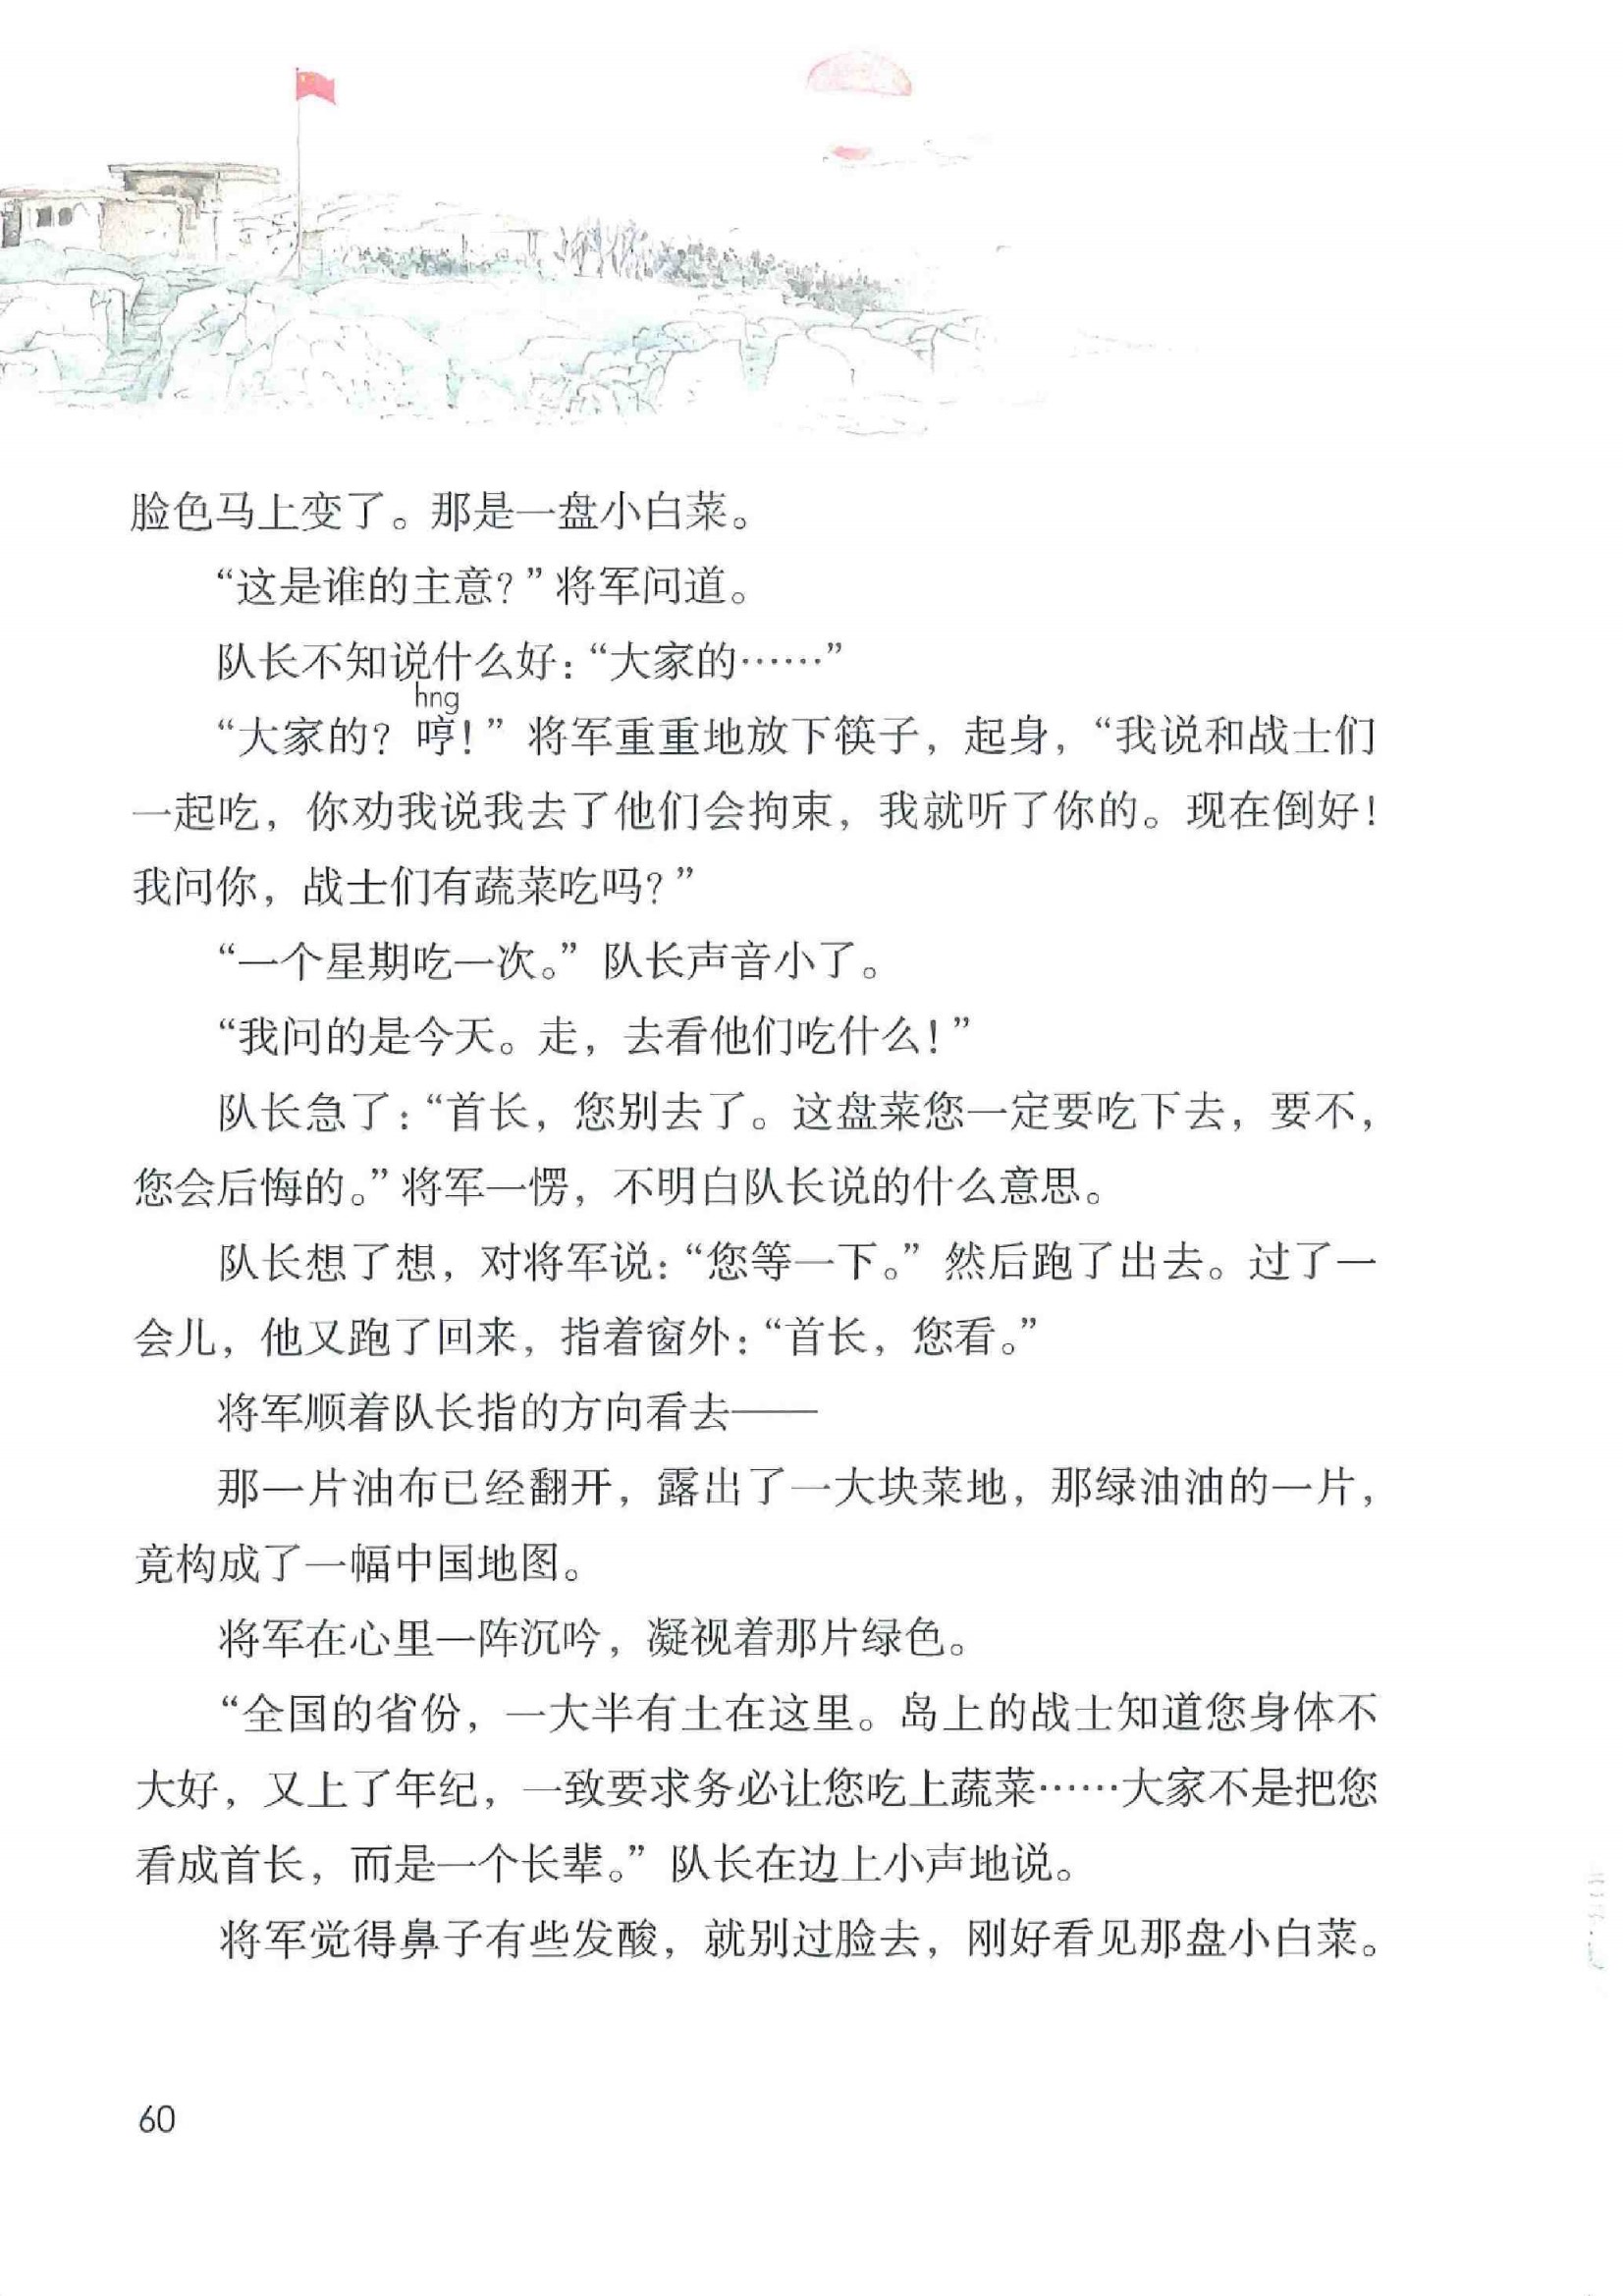 脸色马上变了。那是一盘小白菜。
“这是谁的主意？”将军问道。
队长不知说什么好：“大家的……”
hng
“大家的？哼！”将军重重地放下筷子，起身，“我说和战士们
一起吃，你劝我说我去了他们会拘束，我就听了你的。现在倒好！
我问你，战士们有蔬菜吃吗？”
“一个星期吃一次。”队长声音小了。
“我问的是今天。走，去看他们吃什么！”
队长急了：“首长，您别去了。这盘菜您一定要吃下去，要不，
您会后悔的。”将军一愣，不明白队长说的什么意思。
队长想了想，对将军说：“您等一下。”然后跑了出去。过了一
会儿，他又跑了回来，指着窗外：“首长，您看。”
将军顺着队长指的方向看去——
那一片油布已经翻开，露出了一大块菜地，那绿油油的一片，
竟构成了一幅中国地图。
将军在心里一阵沉吟，凝视着那片绿色。
“全国的省份，一大半有土在这里。岛上的战士知道您身体不
大好，又上了年纪，一致要求务必让您吃上蔬菜……大家不是把您
看成首长，而是一个长辈。”队长在边上小声地说。
将军觉得鼻子有些发酸，就别过脸去，刚好看见那盘小白菜。
60